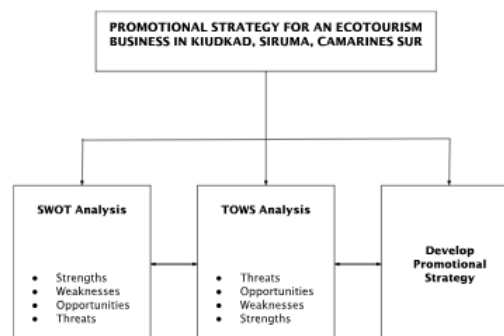 PROMOTIONAL STRATEGY FOR AN ECOTOURISM
BUSINESS IN KIUDKAD, SIRUMA, CAMARINES SUR
SWOT Analysis
• Strengths
• Weaknesses
• Opportunities
• Threats
TOWS Analysis
• Threats
• Opportunities
• Weaknesses
• Strengths
Develop
Promotional
Strategy